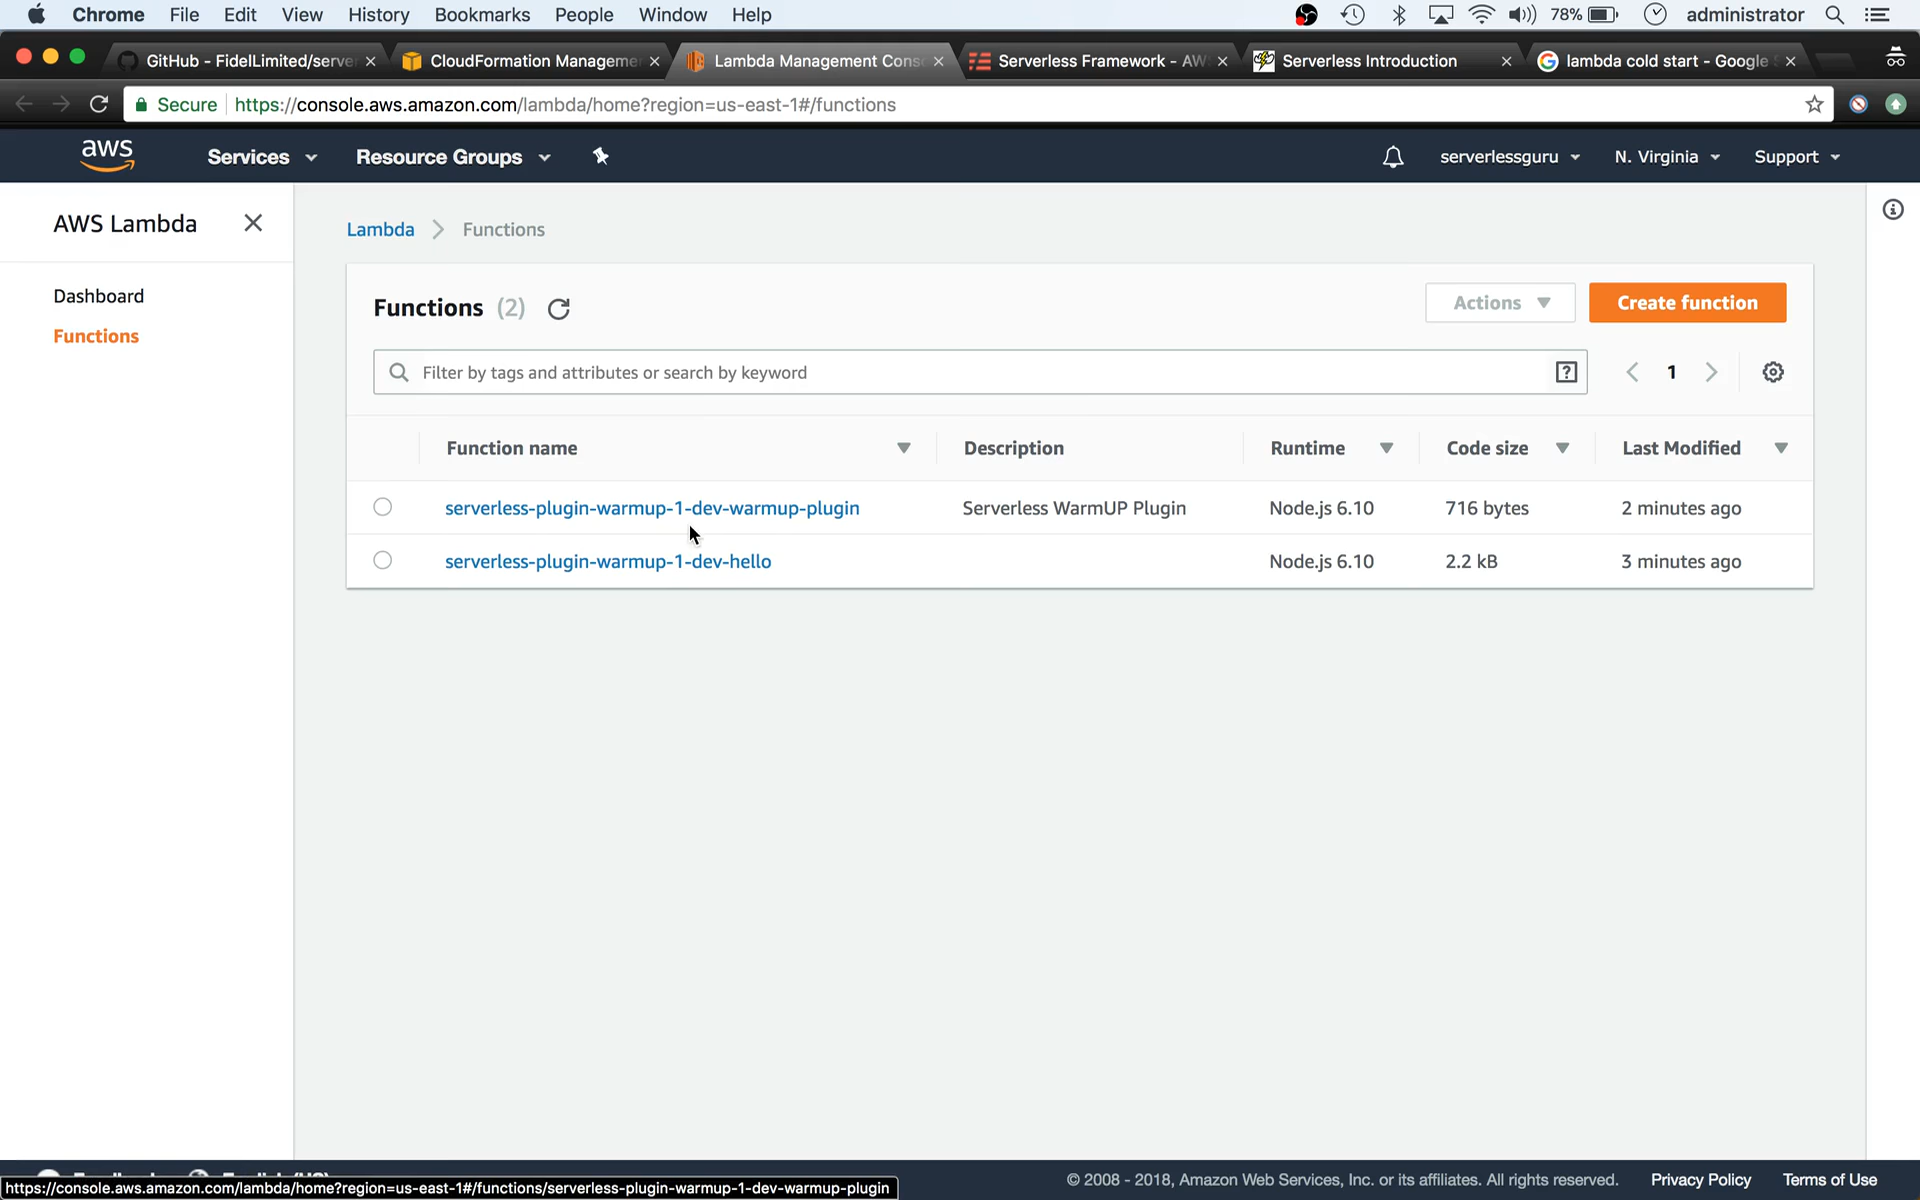 Chrome File Edit View History Bookmarks People Window Help 78% administrator
GitHub - FidelLimited/server CloudFormation Manageme Lambda Management Cons Serverless Framework - AW Serverless Introduction lambda cold start - Google S
Secure https://console.aws.amazon.com/lambda/home?region=us-east-1#/functions
aws Services Resource Groups serverlessguru N. Virginia Support
AWS Lambda
Dashboard
Functions
Lambda Functions
Functions (2) Actions Create function
Filter by tags and attributes or search by keyword ? 1
Function name Description Runtime Code size Last Modified
serverless-plugin-warmup-1-dev-warmup-plugin Serverless WarmUP Plugin Node.js 6.10 716 bytes 2 minutes ago
serverless-plugin-warmup-1-dev-hello Node.js 6.10 2.2 kB 3 minutes ago
© 2008 - 2018, Amazon Web Services, Inc. or its affiliates. All rights reserved. Privacy Policy Terms of Use
https://console.aws.amazon.com/lambda/home?region=us-east-1#/functions/serverless-plugin-warmup-1-dev-warmup-plugin